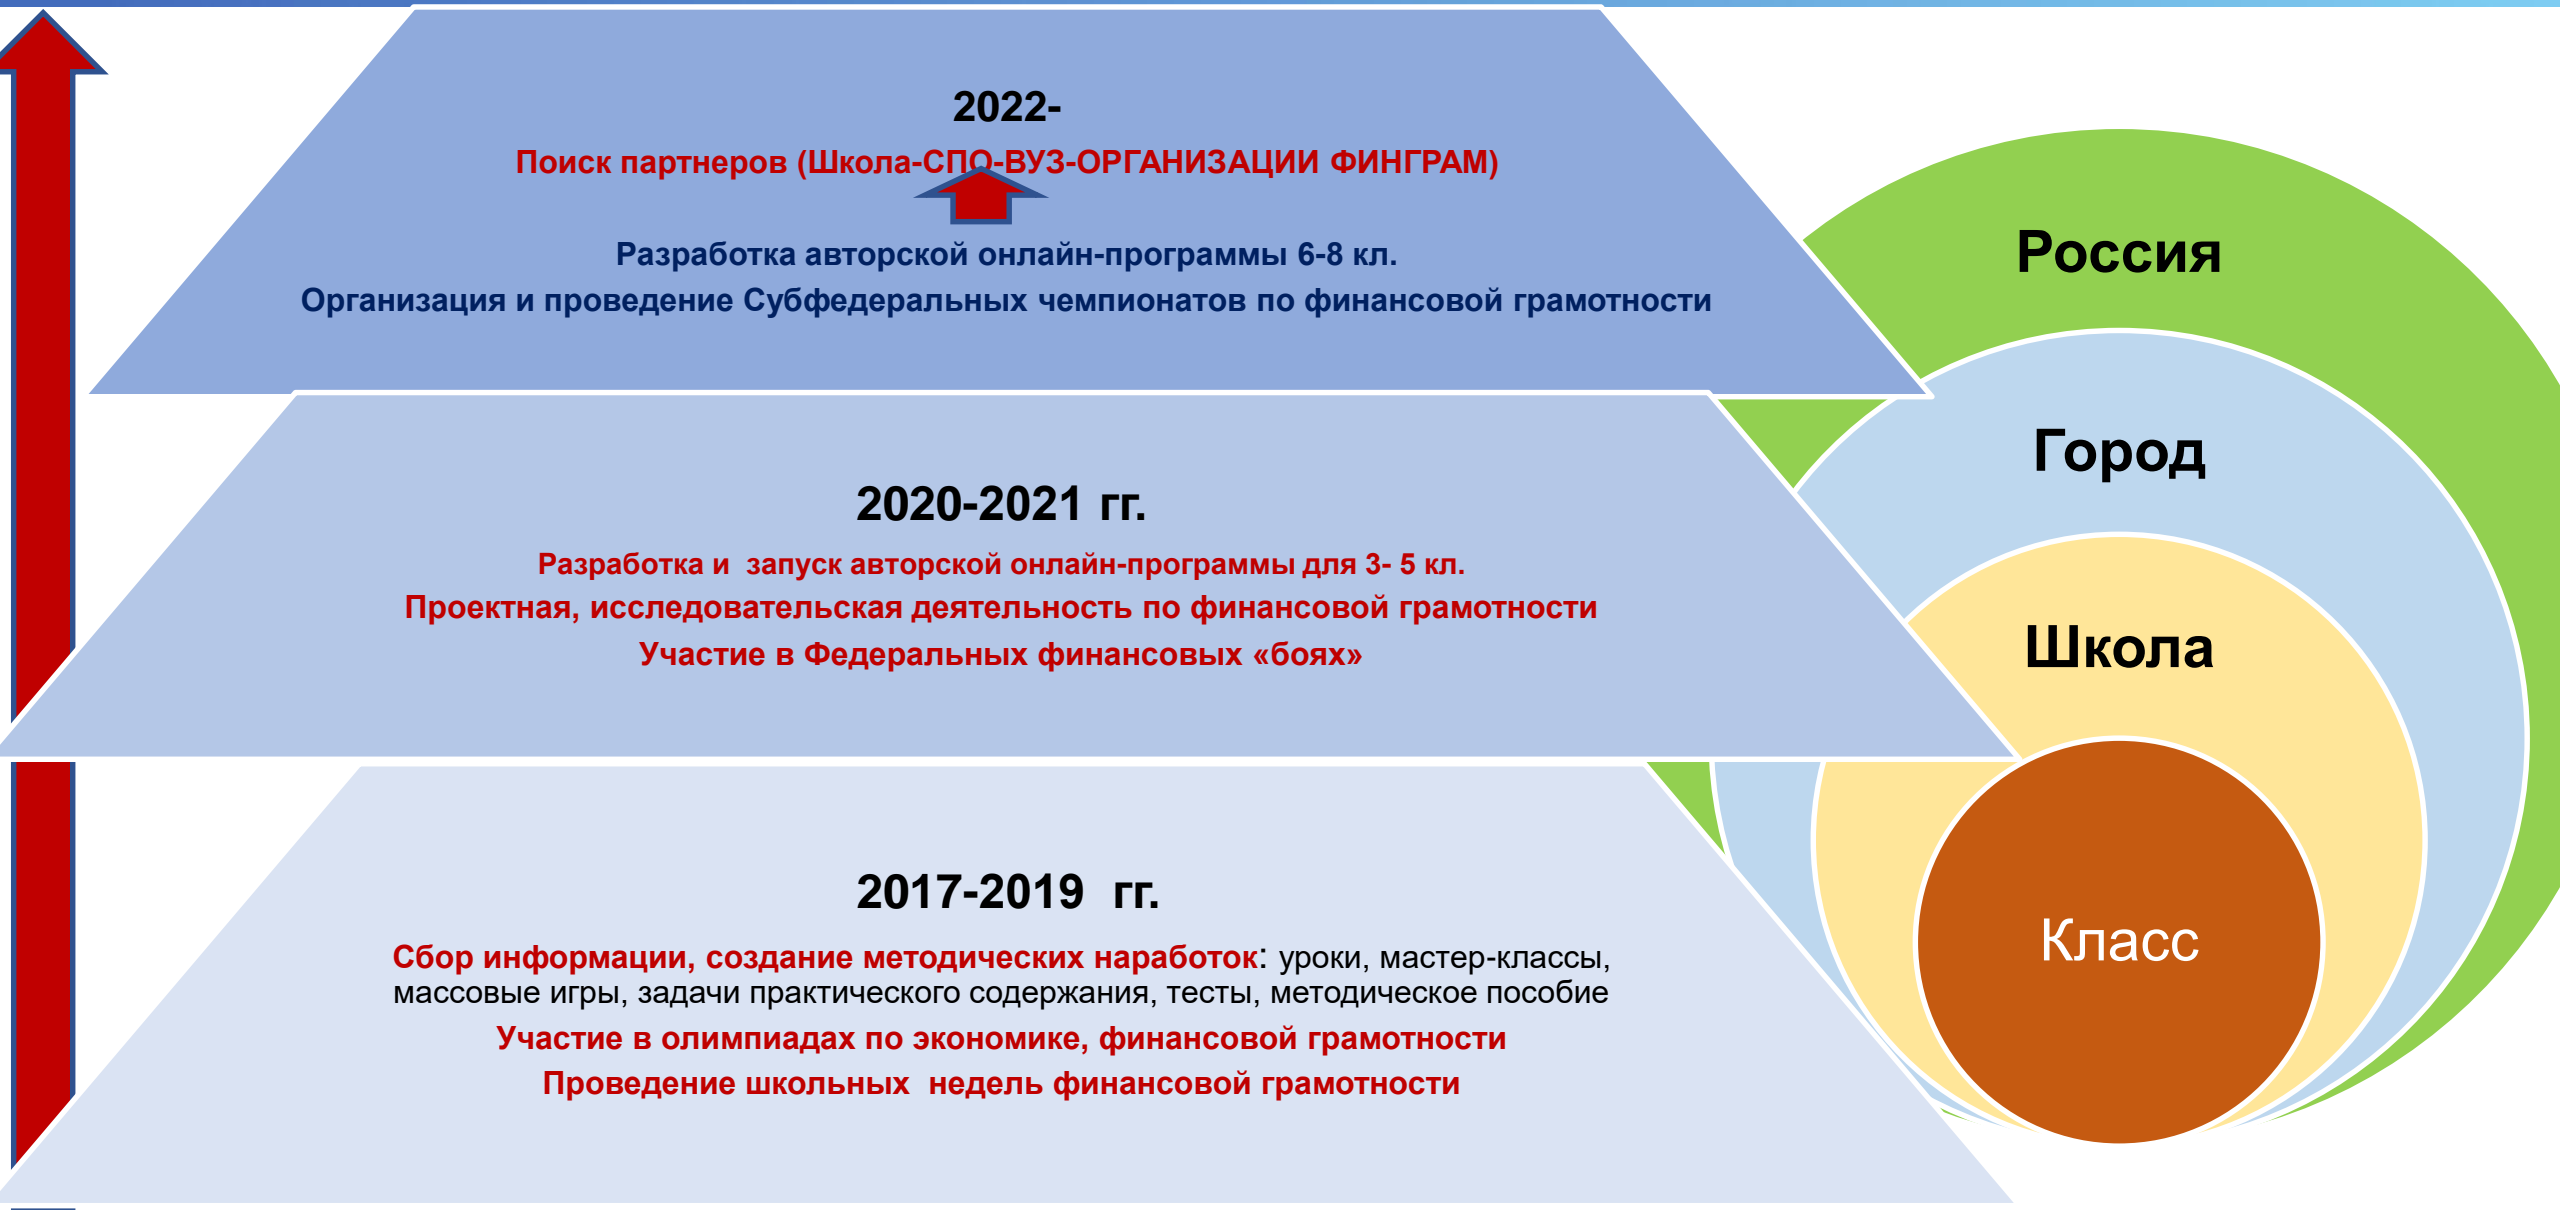 2022-
Поиск партнеров (Школа-СПО-ВУЗ-ОРГАНИЗАЦИИ ФИНГРАМ)
Разработка авторской онлайн-программы 6-8 кл.
Организация и проведение Субфедеральных чемпионатов по финансовой грамотности
2020-2021 гг.
Разработка и  запуск авторской онлайн-программы для 3- 5 кл.
Проектная, исследовательская деятельность по финансовой грамотности
Участие в Федеральных финансовых «боях»
2017-2019  гг.
Сбор информации, создание методических наработок: уроки, мастер-классы,
массовые игры, задачи практического содержания, тесты, методическое пособие
Участие в олимпиадах по экономике, финансовой грамотности
Проведение школьных  недель финансовой грамотности
Россия
Город
Школа
Класс